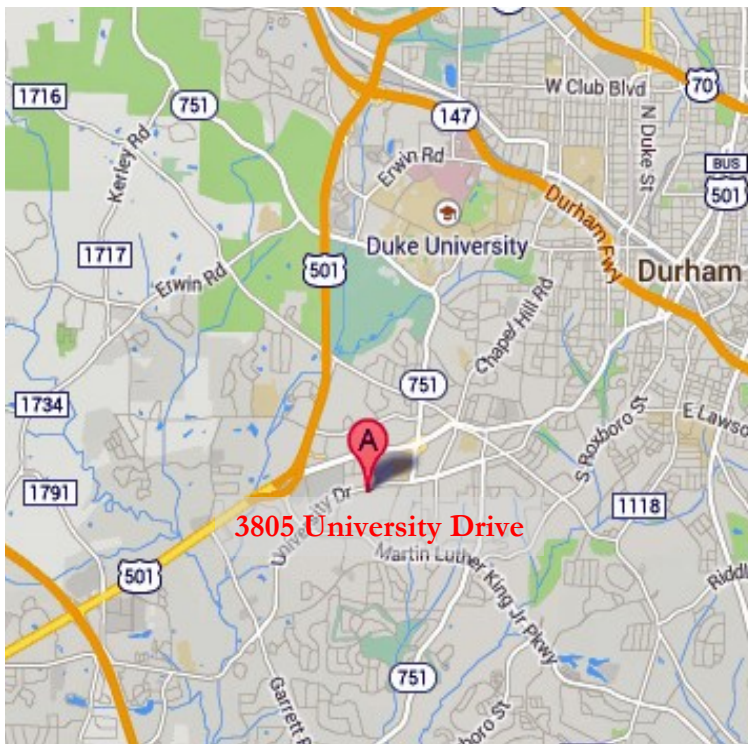 1716
751
147
W Club Blvd
70
Kerley Rd
Erwin Rd
N Duke St
BUS
501
1717
Duke University
Durham Fwy
Durham
Erwin Rd
501
Chapel Hill Rd
751
1734
S Roxboro St
E Lawso
A
1791
University Dr
1118
3805 University Drive
Martin Luther King Jr Pkwy
501
Riddl
751
Garrett R
boro St